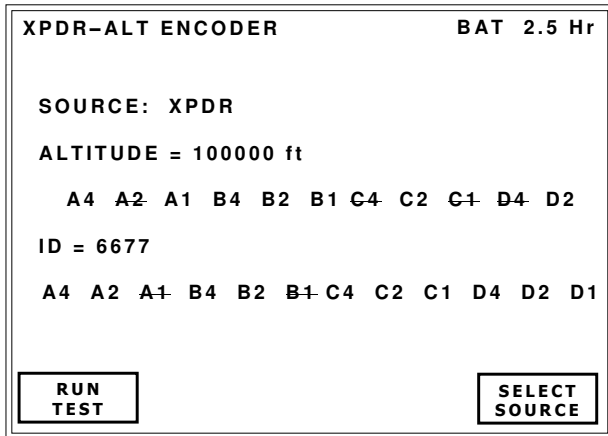 XPDR–ALT ENCODER BAT 2.5 Hr
SOURCE: XPDR
ALTITUDE = 100000 ft
A4 A2 A1 B4 B2 B1 C4 C2 C1 D4 D2
ID = 6677
A4 A2 A1 B4 B2 B1 C4 C2 C1 D4 D2 D1
RUN
TEST
SELECT
SOURCE